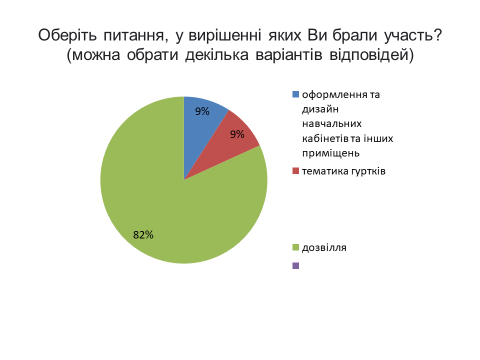 Оберіть питання, у вирішенні яких Ви брали участь?
(можна обрати декілька варіантів відповідей)
9%
9%
82%
оформлення та
дизайн
навчальних
кабінетів та інших
приміщень
тематика гуртків
дозвілля